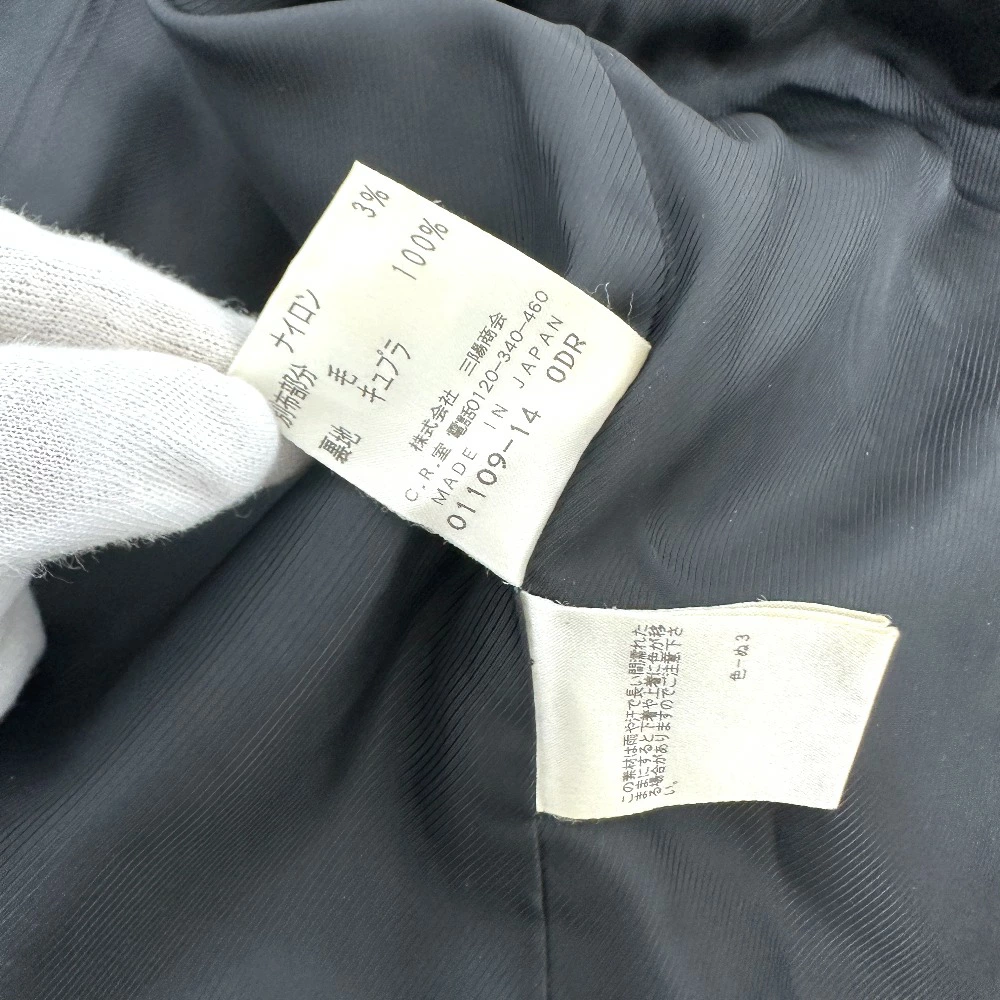 ナイロン 3%
別布部分 毛 100%
裏地 キュプラ
株式会社 三陽商会
C.R.室 電話0120-340-460
MADE IN JAPAN
01109-14 0DR
この素材は雨や汗で長い間濡れた
ままにすると下着や上着に色が移
る場合がありますのでご注意下さ
い。
色-ぬ3